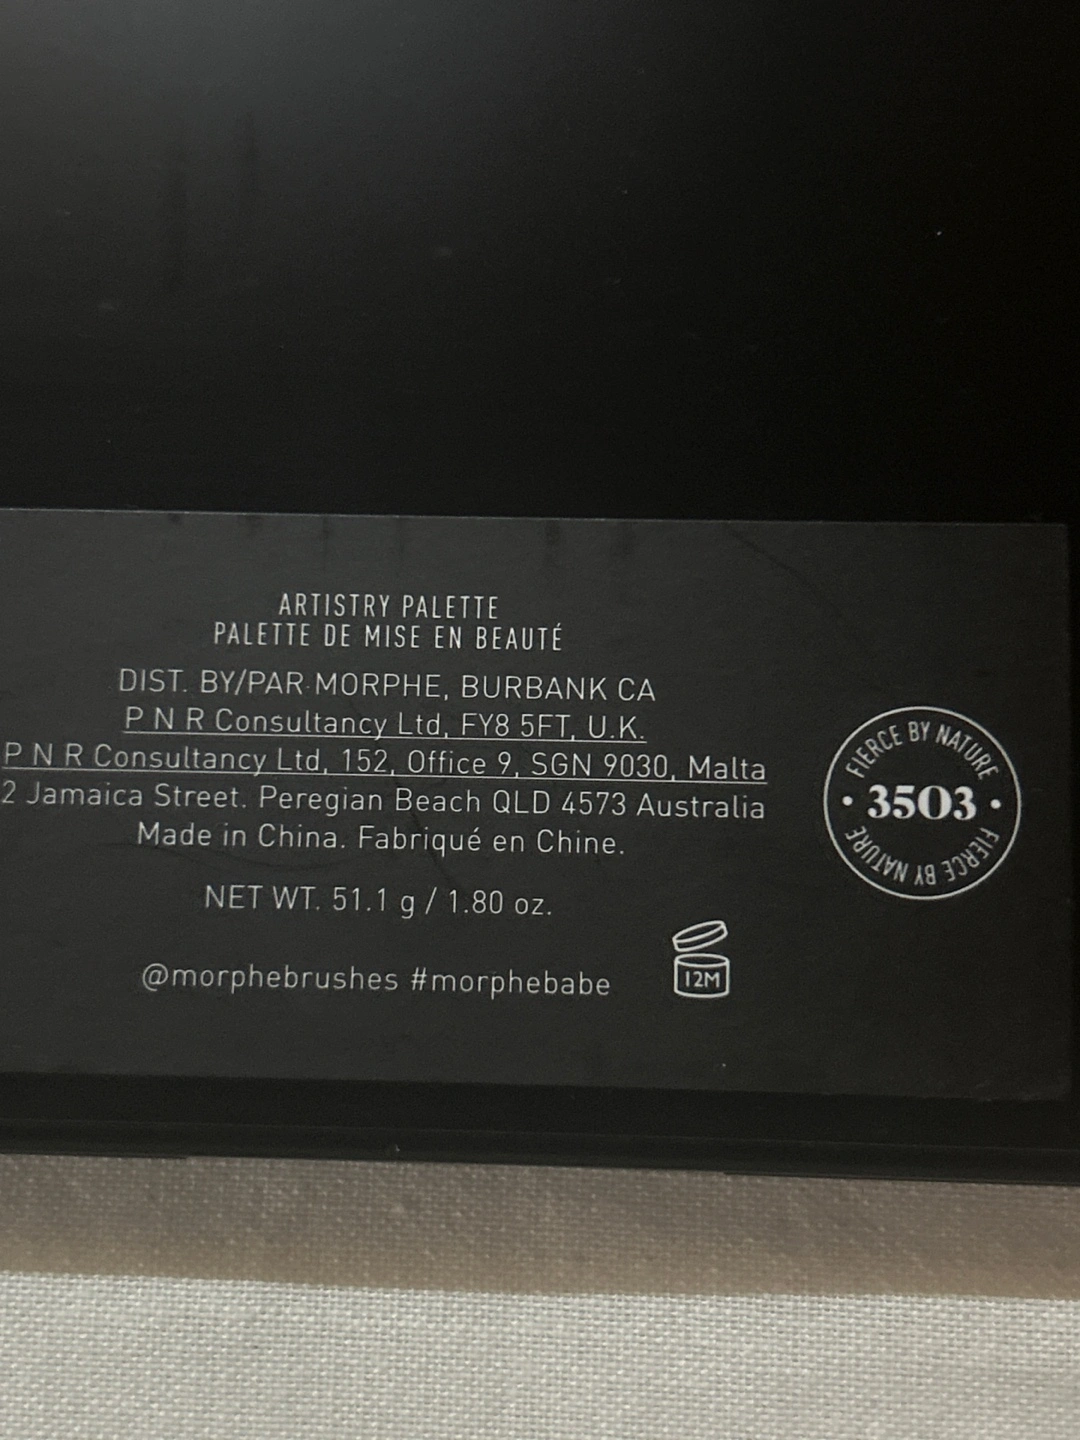 ARTISTRY PALETTE
PALETTE DE MISE EN BEAUTÉ
DIST. BY/PAR MORPHE, BURBANK CA
P N R Consultancy Ltd, FY8 5FT, U.K.
P N R Consultancy Ltd, 152, Office 9, SGN 9030, Malta
2 Jamaica Street. Peregian Beach QLD 4573 Australia
Made in China. Fabriqué en Chine.
NET WT. 51.1 g / 1.80 oz.
@morphebrushes #morphebabe
12M
FIERCE BY NATURE
• 3503 •
FIERCE BY NATURE